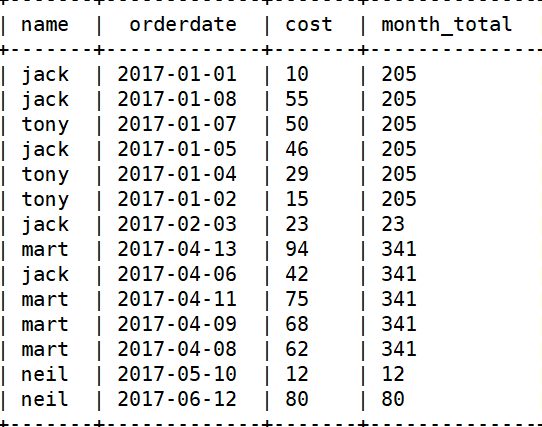 | name | orderdate | cost | month_total
| jack | 2017-01-01 | 10 | 205
| jack | 2017-01-08 | 55 | 205
| tony | 2017-01-07 | 50 | 205
| jack | 2017-01-05 | 46 | 205
| tony | 2017-01-04 | 29 | 205
| tony | 2017-01-02 | 15 | 205
| jack | 2017-02-03 | 23 | 23
| mart | 2017-04-13 | 94 | 341
| jack | 2017-04-06 | 42 | 341
| mart | 2017-04-11 | 75 | 341
| mart | 2017-04-09 | 68 | 341
| mart | 2017-04-08 | 62 | 341
| neil | 2017-05-10 | 12 | 12
| neil | 2017-06-12 | 80 | 80